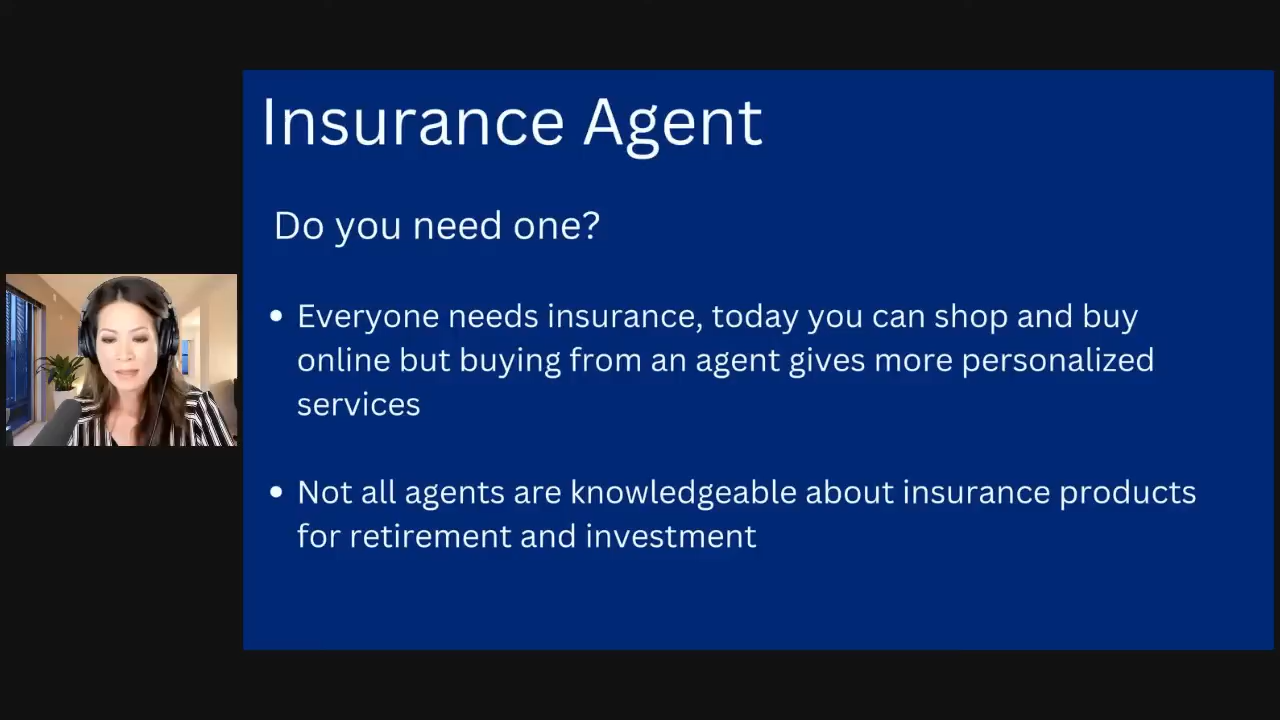 Insurance Agent
Do you need one?
• Everyone needs insurance, today you can shop and buy
online but buying from an agent gives more personalized
services
• Not all agents are knowledgeable about insurance products
for retirement and investment